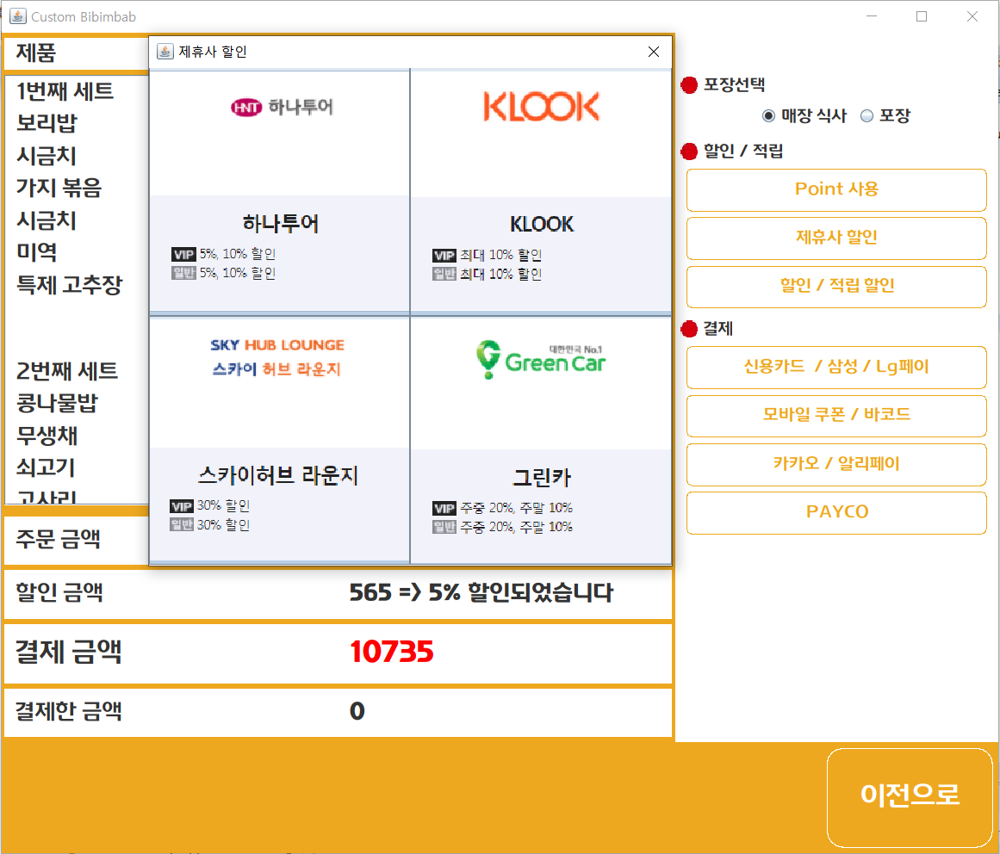 Custom Bibimbab
제품
1번째 세트
보리밥
시금치
가지 볶음
시금치
미역
특제 고추장
2번째 세트
콩나물밥
무생채
쇠고기
고사리
제휴사 할인
HNT 하나투어
하나투어
VIP 5%, 10% 할인
일반 5%, 10% 할인
KLOOK
KLOOK
VIP 최대 10% 할인
일반 최대 10% 할인
SKY HUB LOUNGE
스카이 허브 라운지
스카이허브 라운지
VIP 30% 할인
일반 30% 할인
대한민국 No.1
Green Car
그린카
VIP 주중 20%, 주말 10%
일반 주중 20%, 주말 10%
주문 금액
할인 금액 565 => 5% 할인되었습니다
결제 금액 10735
결제한 금액 0
포장선택
매장 식사 포장
할인 / 적립
Point 사용
제휴사 할인
할인 / 적립 할인
결제
신용카드 / 삼성 / Lg페이
모바일 쿠폰 / 바코드
카카오 / 알리페이
PAYCO
이전으로